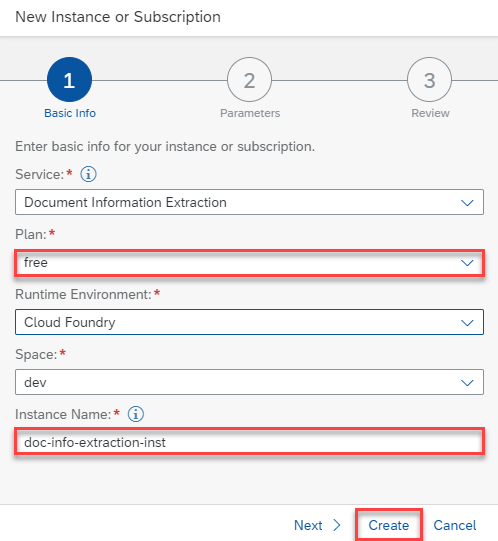 New Instance or Subscription
1 2 3
Basic Info Parameters Review
Enter basic info for your instance or subscription.
Service:*
Document Information Extraction
Plan:*
free
Runtime Environment:*
Cloud Foundry
Space:*
dev
Instance Name:*
doc-info-extraction-inst
Next Create Cancel